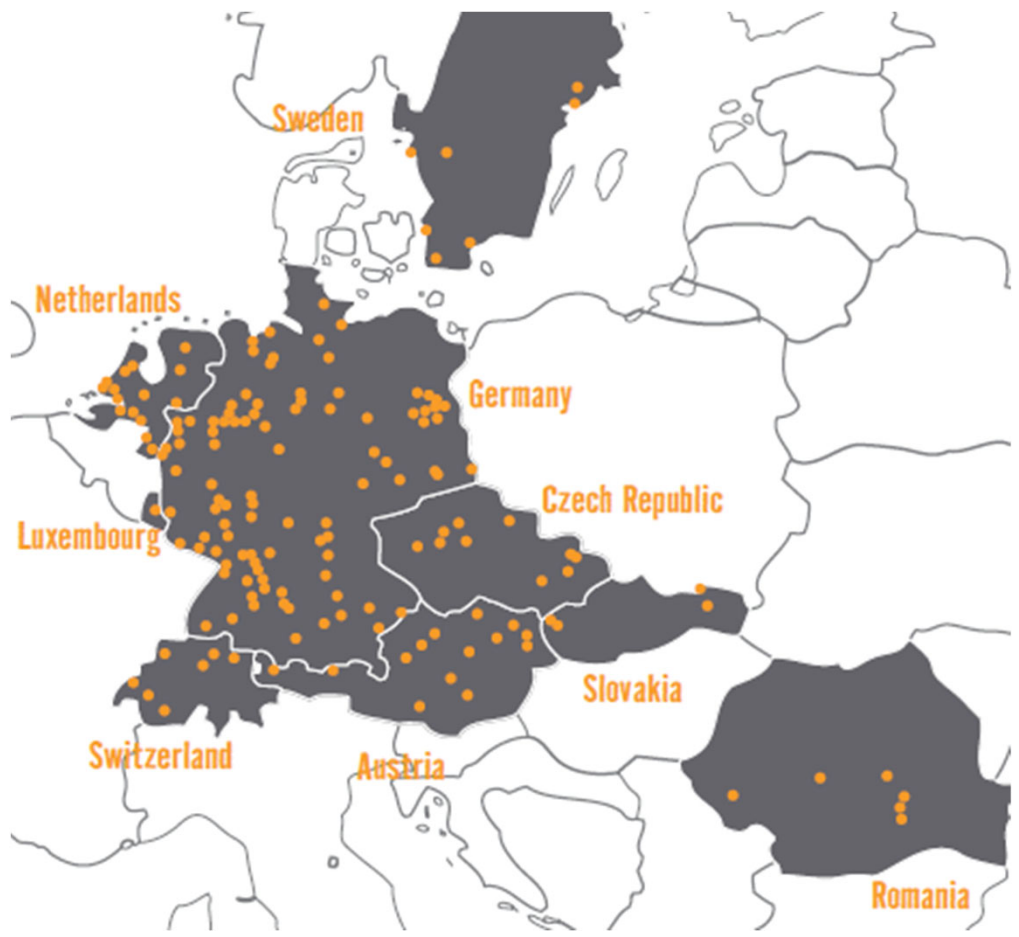 Sweden
Netherlands
Germany
Czech Republic
Luxembourg
Slovakia
Switzerland
Austria
Romania